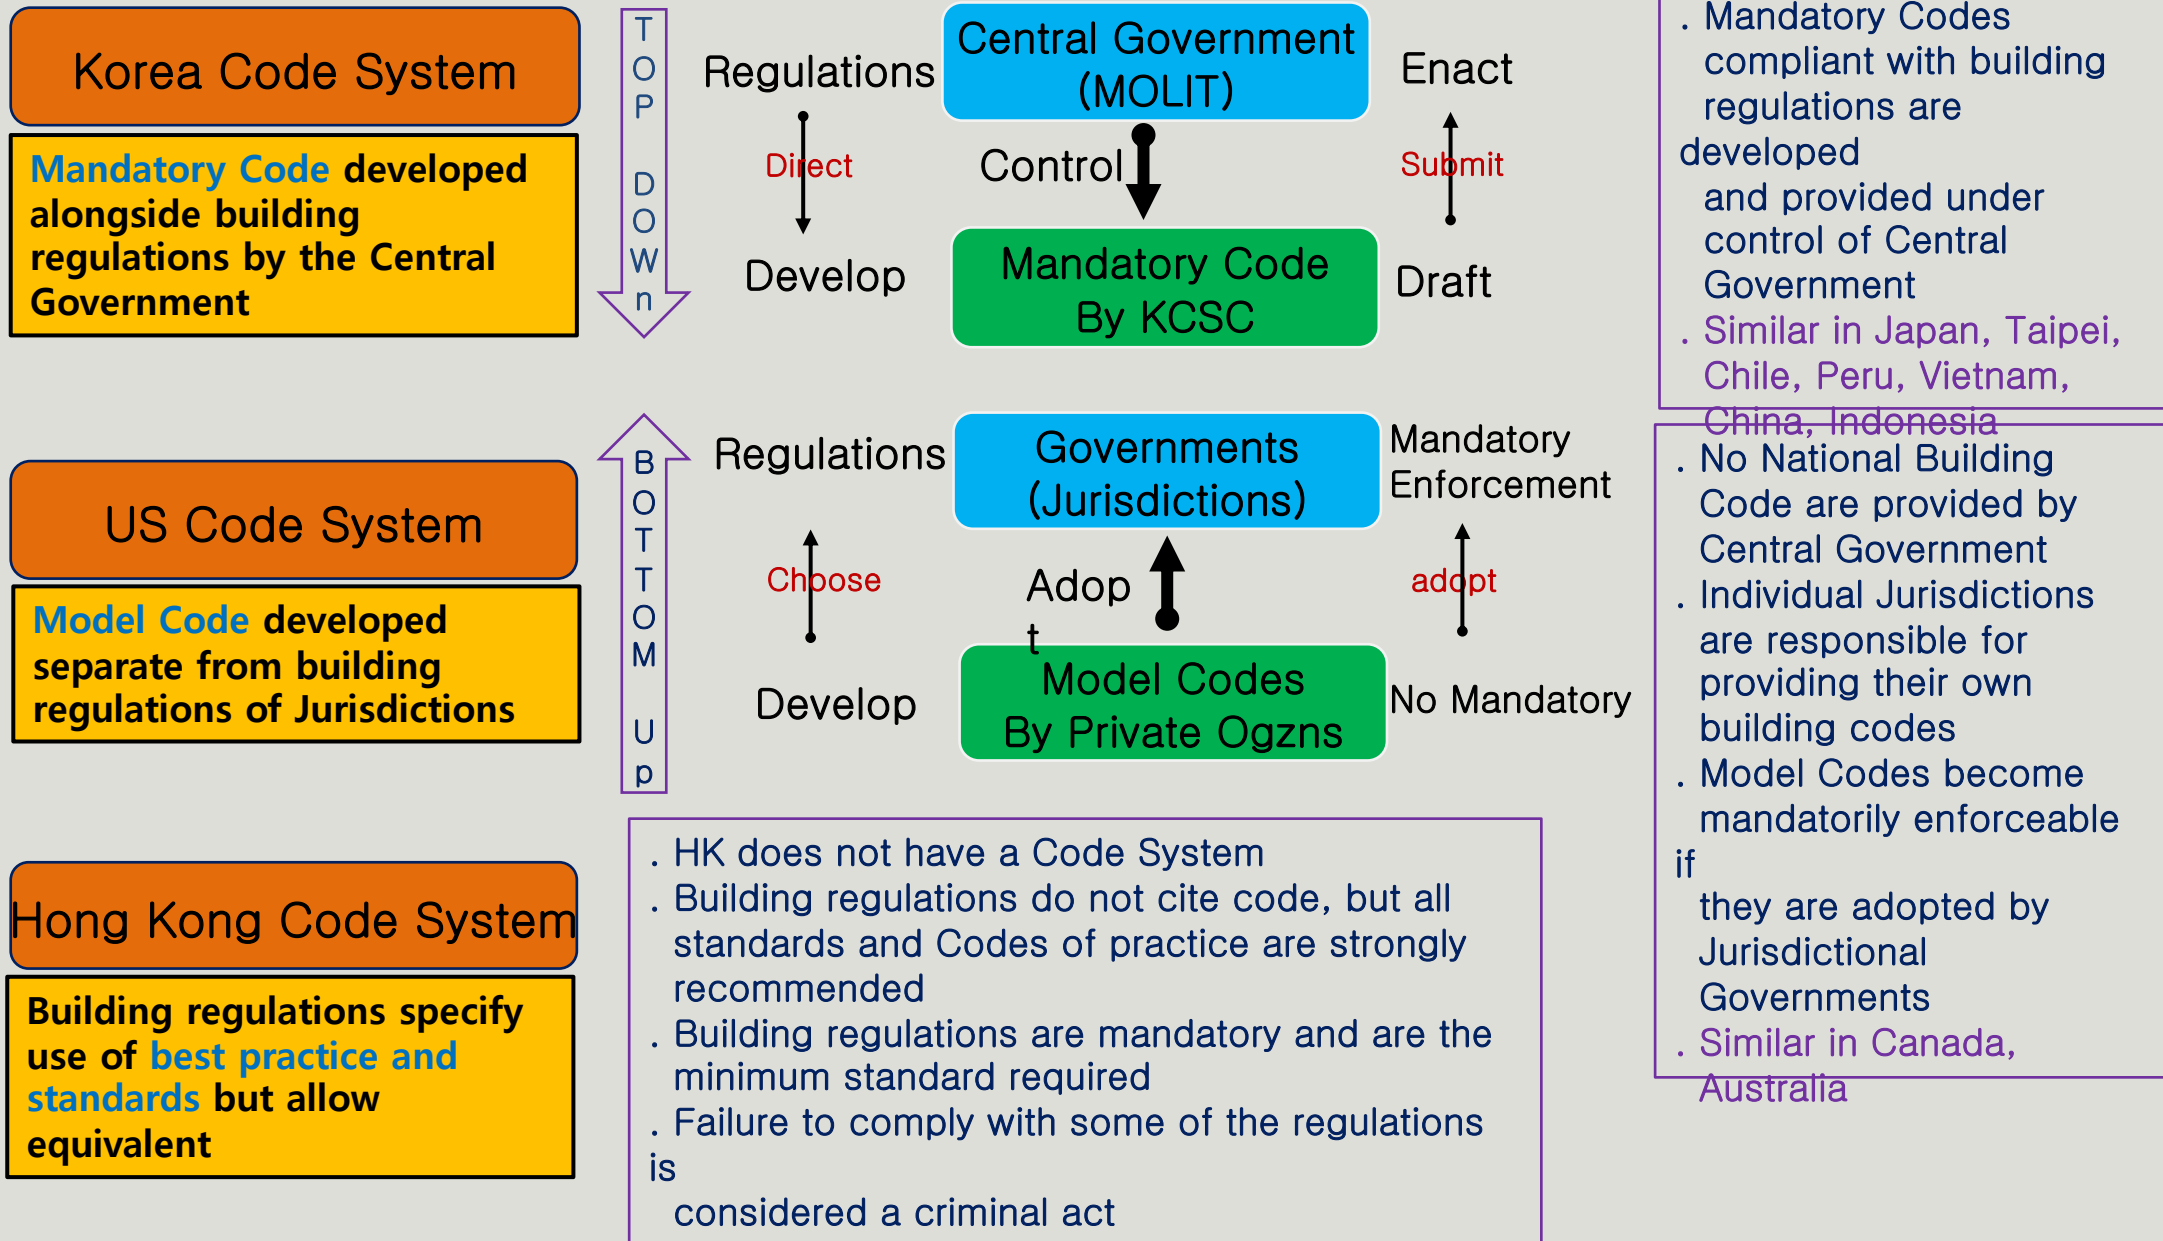 Korea Code System
Mandatory Code developed
alongside building
regulations by the Central
Government
TOP DOWn
Regulations
Direct
Develop
Central Government
(MOLIT)
Control
Mandatory Code
By KCSC
Enact
Submit
Draft
. Mandatory Codes
compliant with building
regulations are
developed
and provided under
control of Central
Government
. Similar in Japan, Taipei,
Chile, Peru, Vietnam,
China, Indonesia
US Code System
Model Code developed
separate from building
regulations of Jurisdictions
BOTTOM Up
Regulations
Choose
Develop
Governments
(Jurisdictions)
Adop
t
Model Codes
By Private Ogzns
Mandatory
Enforcement
adopt
No Mandatory
. No National Building
Code are provided by
Central Government
. Individual Jurisdictions
are responsible for
providing their own
building codes
. Model Codes become
mandatorily enforceable
if
they are adopted by
Jurisdictional
Governments
. Similar in Canada,
Australia
Hong Kong Code System
Building regulations specify
use of best practice and
standards but allow
equivalent
. HK does not have a Code System
. Building regulations do not cite code, but all
standards and Codes of practice are strongly
recommended
. Building regulations are mandatory and are the
minimum standard required
. Failure to comply with some of the regulations
is
considered a criminal act